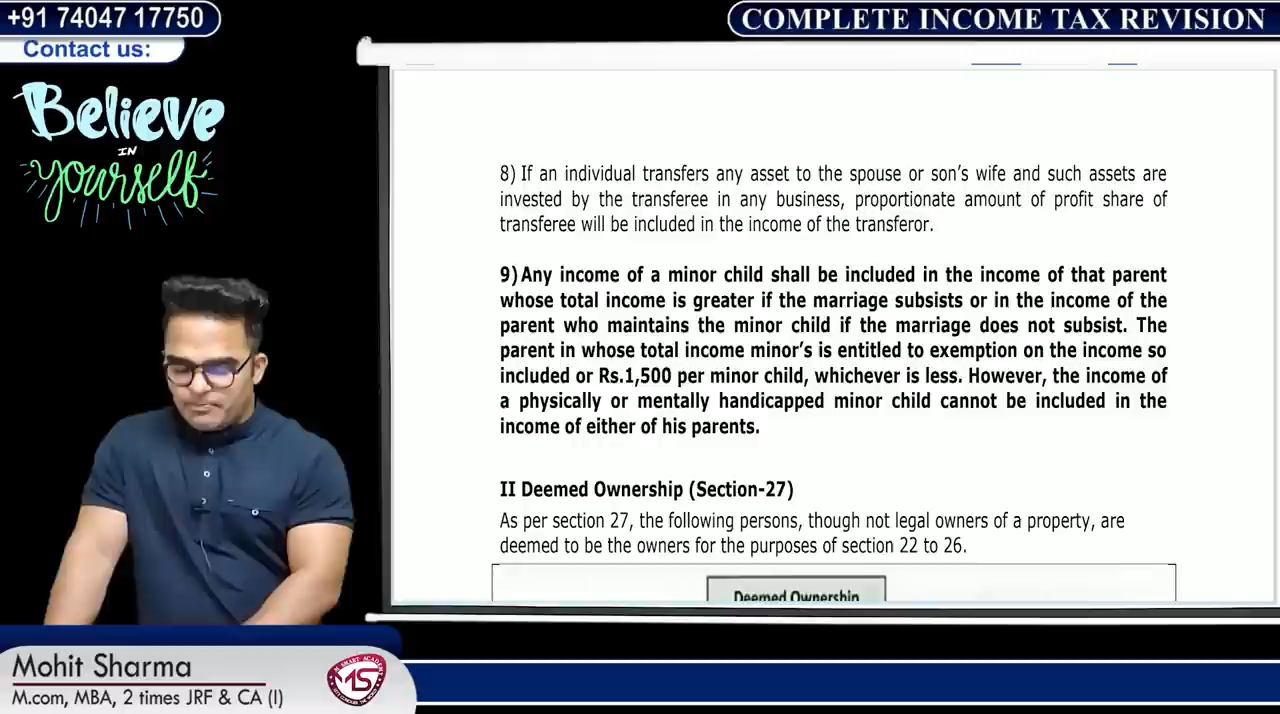 +91 74047 17750
Contact us:
COMPLETE INCOME TAX REVISION
Believe
IN
yourself
8) If an individual transfers any asset to the spouse or son's wife and such assets are
invested by the transferee in any business, proportionate amount of profit share of
transferee will be included in the income of the transferor.
9) Any income of a minor child shall be included in the income of that parent
whose total income is greater if the marriage subsists or in the income of the
parent who maintains the minor child if the marriage does not subsist. The
parent in whose total income minor's is entitled to exemption on the income so
included or Rs.1,500 per minor child, whichever is less. However, the income of
a physically or mentally handicapped minor child cannot be included in the
income of either of his parents.
II Deemed Ownership (Section-27)
As per section 27, the following persons, though not legal owners of a property, are
deemed to be the owners for the purposes of section 22 to 26.
Deemed Ownership
Mohit Sharma
M.com, MBA, 2 times JRF & CA (I)
M SMART ACADEMY
MS